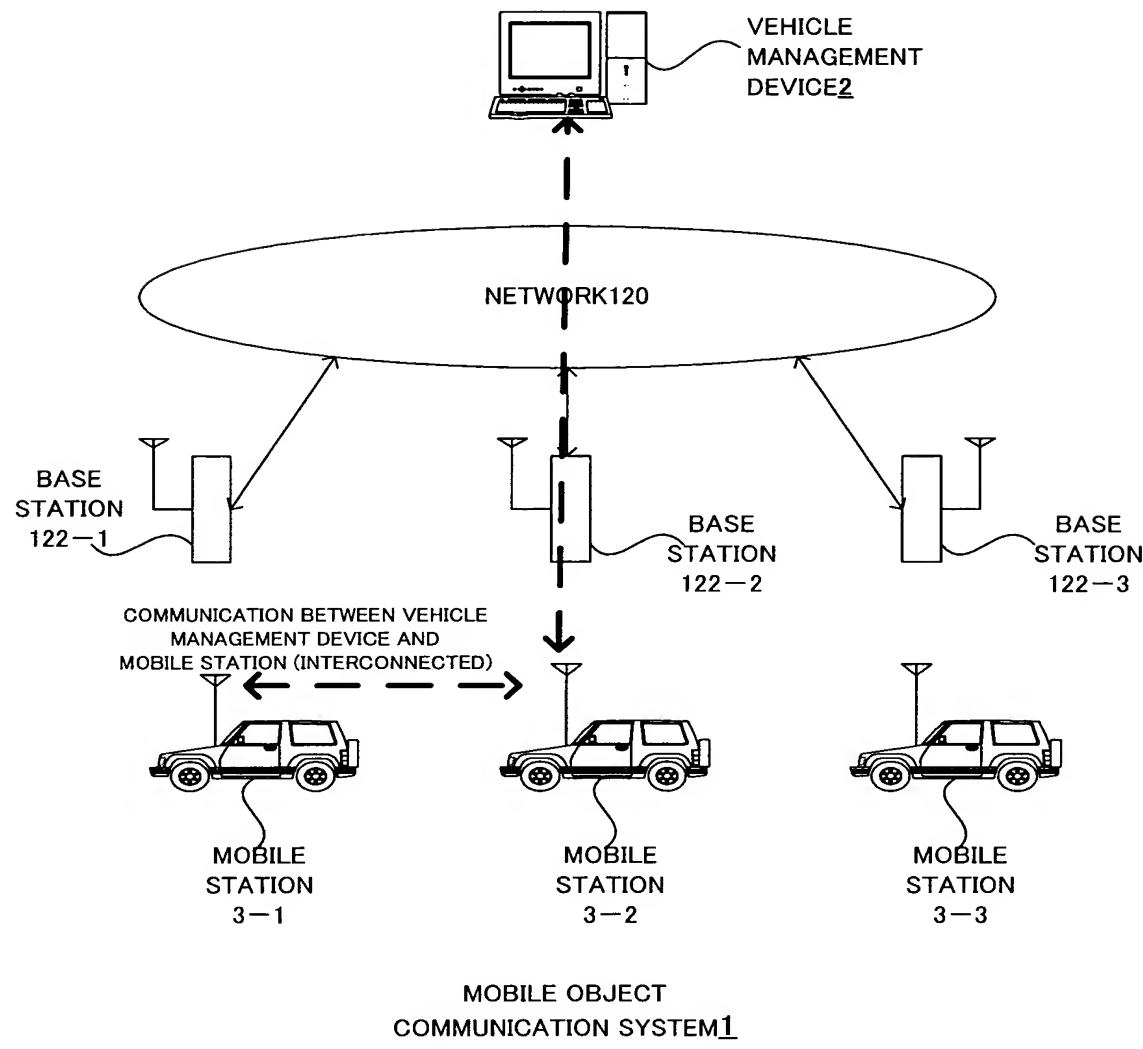 VEHICLE
MANAGEMENT
DEVICE2
NETWORK120
BASE
STATION
122－1
BASE
STATION
122－2
BASE
STATION
122－3
COMMUNICATION BETWEEN VEHICLE
MANAGEMENT DEVICE AND
MOBILE STATION (INTERCONNECTED)
MOBILE
STATION
3－1
MOBILE
STATION
3－2
MOBILE
STATION
3－3
MOBILE OBJECT
COMMUNICATION SYSTEM1